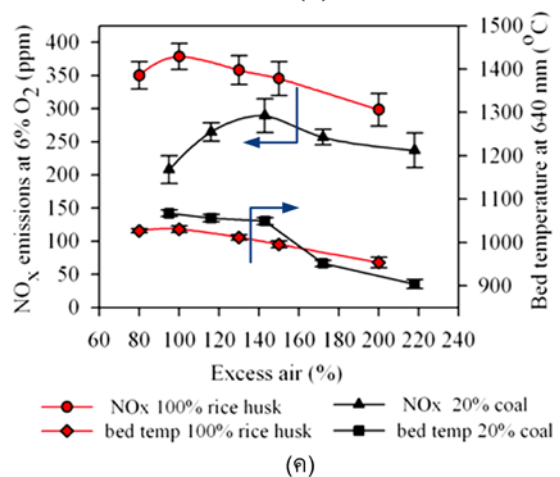 NOx emissions at 6% O2 (ppm)
400
350
300
250
200
150
100
50
0
1500
1400
1300
1200
1100
1000
900
Bed temperature at 640 mm (°C)
60 80 100 120 140 160 180 200 220 240
Excess air (%)
NOx 100% rice husk
NOx 20% coal
bed temp 100% rice husk
bed temp 20% coal
(ค)